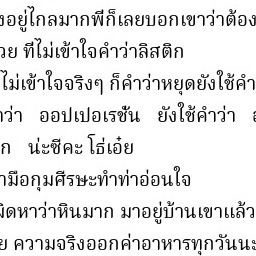 งอยู่ไกลมากพีก็เลยบอกเขาว่าต้อง
วย ที่ไม่เข้าใจคำว่าลิสตีก
ไม่เข้าใจจริงๆ ก็คำว่าหยุดยังใช้คำ
ว่า ออปเปอเรชั่น ยังใช้คำว่า
ก น่ะซีคะ โธ่เอ๋ย
ามือกุมศีรษะทำท่าอ่อนใจ
ผิดหาว่าหินมาก มาอยู่บ้านเขาแล้ว
ย ความจริงออกค่าอาหารทุกวันนะ